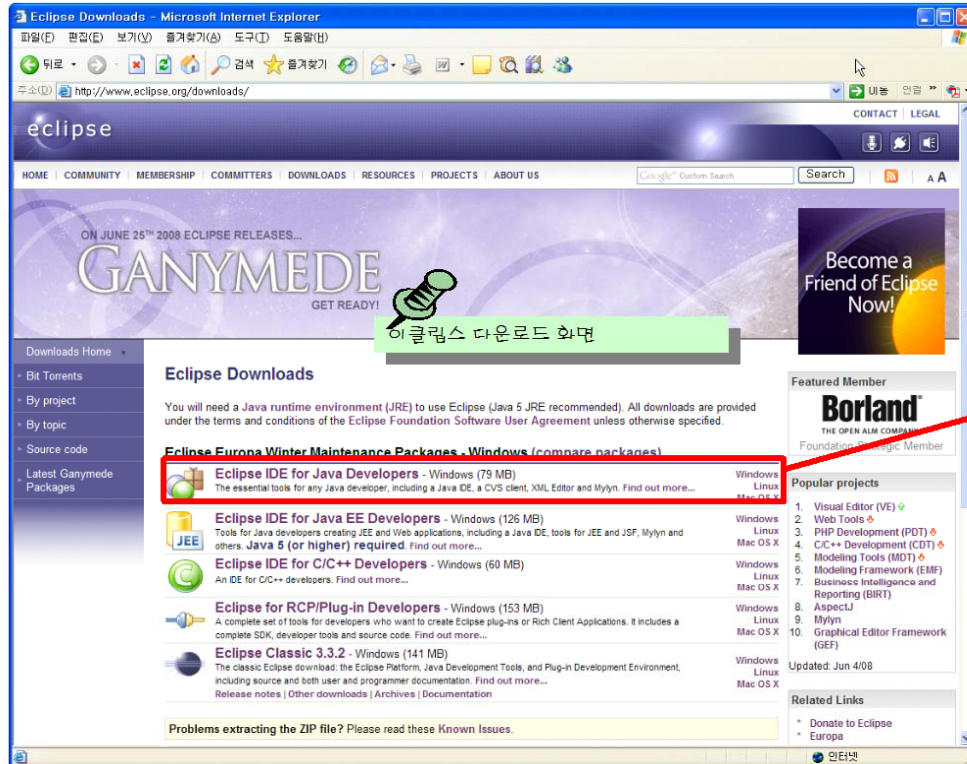 Eclipse Downloads - Microsoft Internet Explorer
파일(F) 편집(E) 보기(V) 즐겨찾기(A) 도구(T) 도움말(H)
뒤로 검색 즐겨찾기
주소(D) http://www.eclipse.org/downloads/ 이동 연결 »
CONTACT LEGAL
eclipse
HOME COMMUNITY MEMBERSHIP COMMITTERS DOWNLOADS RESOURCES PROJECTS ABOUT US Google™ Custom Search Search A A
ON JUNE 25TH 2008 ECLIPSE RELEASES...
GANYMEDE
GET READY!
Become a
Friend of Eclipse
Now!
이클립스 다운로드 화면
Downloads Home
Bit Torrents
By project
By topic
Source code
Latest Ganymede
Packages
Eclipse Downloads
You will need a Java runtime environment (JRE) to use Eclipse (Java 5 JRE recommended). All downloads are provided
under the terms and conditions of the Eclipse Foundation Software User Agreement unless otherwise specified.
Eclipse Europa Winter Maintenance Packages - Windows (compare packages)
Eclipse IDE for Java Developers - Windows (79 MB)
The essential tools for any Java developer, including a Java IDE, a CVS client, XML Editor and Mylyn. Find out more...
Windows
Linux
Mac OS X
Eclipse IDE for Java EE Developers - Windows (126 MB)
Tools for Java developers creating JEE and Web applications, including a Java IDE, tools for JEE and JSF, Mylyn and
others. Java 5 (or higher) required. Find out more...
JEE
Windows
Linux
Mac OS X
Eclipse IDE for C/C++ Developers - Windows (60 MB)
An IDE for C/C++ developers. Find out more...
C
Windows
Linux
Mac OS X
Eclipse for RCP/Plug-in Developers - Windows (153 MB)
A complete set of tools for developers who want to create Eclipse plug-ins or Rich Client Applications. It includes a
complete SDK, developer tools and source code. Find out more...
Windows
Linux
Mac OS X
Eclipse Classic 3.3.2 - Windows (141 MB)
The classic Eclipse download: the Eclipse Platform, Java Development Tools, and Plug-in Development Environment,
including source and both user and programmer documentation. Find out more...
Release notes | Other downloads | Archives | Documentation
Windows
Linux
Mac OS X
Problems extracting the ZIP file? Please read these Known Issues.
Featured Member
Borland
THE OPEN ALM COMPANY
Foundation Strategic Member
Popular projects
1. Visual Editor (VE)
2. Web Tools
3. PHP Development (PDT)
4. C/C++ Development (CDT)
5. Modeling Tools (MDT)
6. Modeling Framework (EMF)
7. Business Intelligence and
Reporting (BIRT)
8. AspectJ
9. Mylyn
10. Graphical Editor Framework
(GEF)
Updated: Jun 4/08
Related Links
Donate to Eclipse
Europa
인터넷